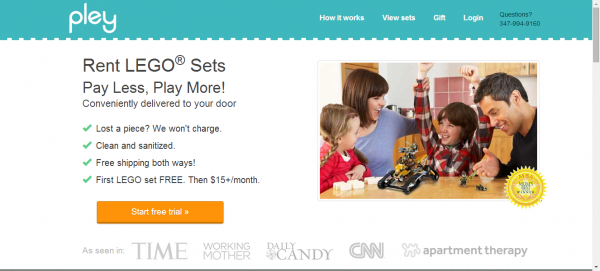 pley
How it works
View sets
Gift
Login
Questions?
347-994-9160
Rent LEGO® Sets
Pay Less, Play More!
Conveniently delivered to your door
Lost a piece? We won't charge.
Clean and sanitized.
Free shipping both ways!
First LEGO set FREE. Then $15+/month.
Start free trial »
As seen in:
TIME
WORKING
MOTHER
DAILY
CANDY
CNN
apartment therapy
WINNER